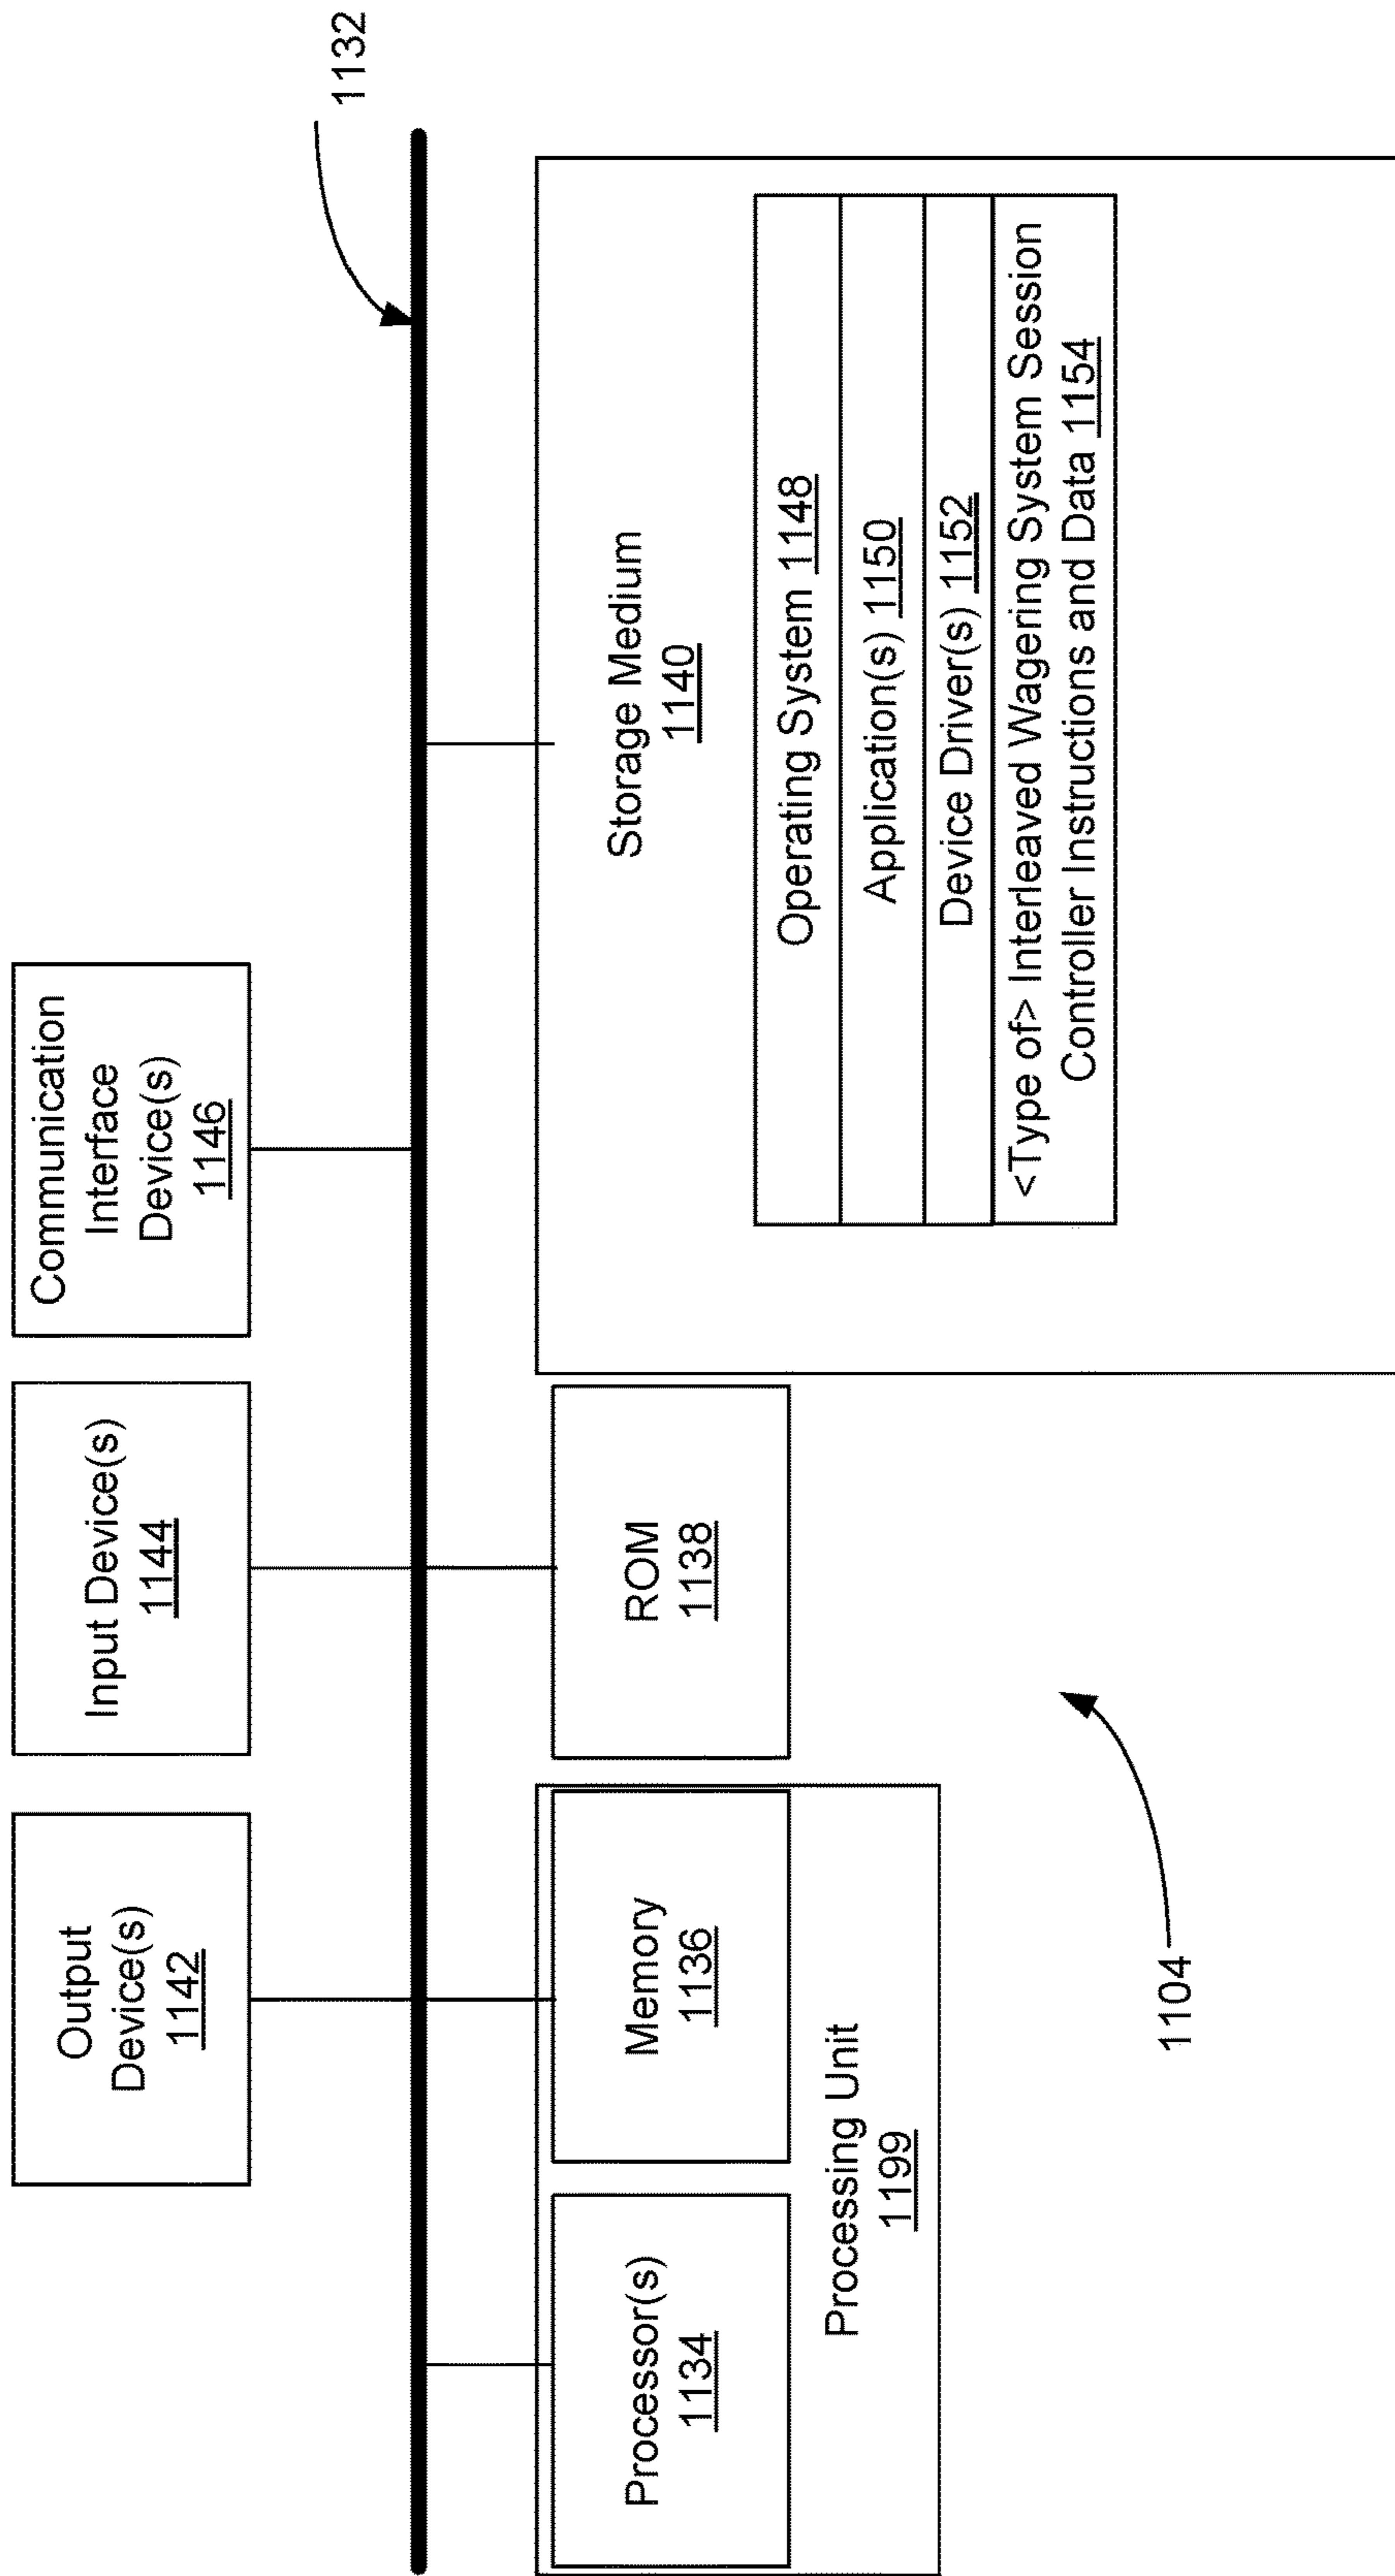 1132
Output
Device(s)
1142
Input Device(s)
1144
Communication
Interface
Device(s)
1146
Processor(s)
1134
Memory
1136
Processing Unit
1199
ROM
1138
Storage Medium
1140
Operating System 1148
Application(s) 1150
Device Driver(s) 1152
<Type of> Interleaved Wagering System Session
Controller Instructions and Data 1154
1104